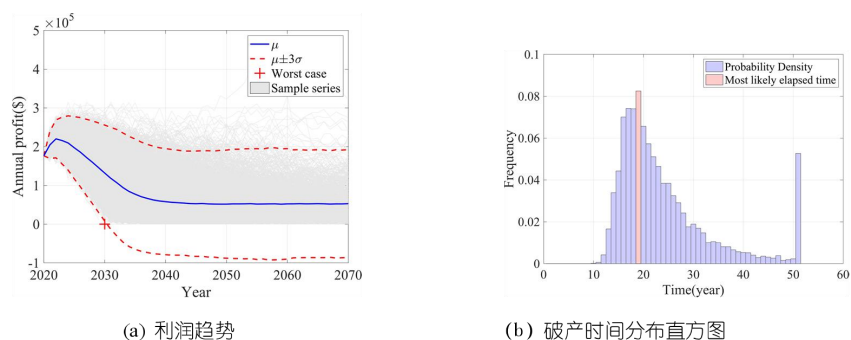 ×10⁵
5
4
3
2
1
0
-1
2020 2030 2040 2050 2060 2070
Annual profit($)
Year
μ
μ±3σ
Worst case
Sample series
(a) 利润趋势
0.1
0.08
0.06
0.04
0.02
0
0 10 20 30 40 50 60
Frequency
Time(year)
Probability Density
Most likely elapsed time
(b) 破产时间分布直方图